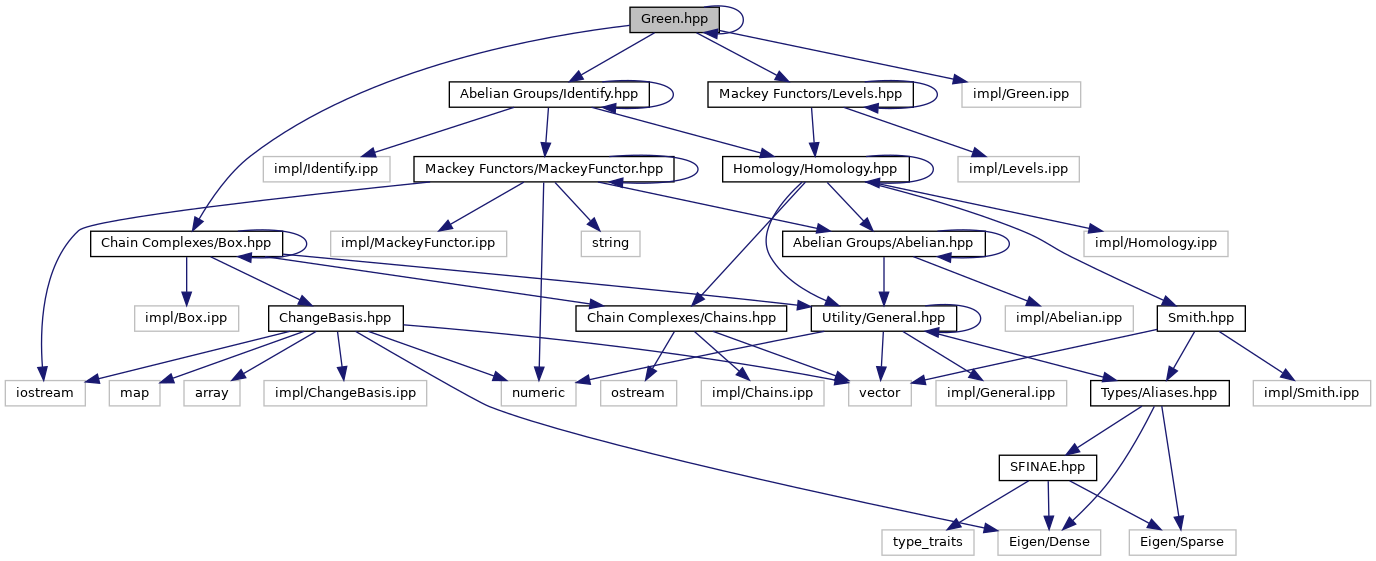 Green.hpp
Abelian Groups/Identify.hpp
Mackey Functors/Levels.hpp
impl/Green.ipp
impl/Identify.ipp
Mackey Functors/MackeyFunctor.hpp
Homology/Homology.hpp
impl/Levels.ipp
Chain Complexes/Box.hpp
impl/MackeyFunctor.ipp
string
Abelian Groups/Abelian.hpp
impl/Homology.ipp
impl/Box.ipp
ChangeBasis.hpp
Chain Complexes/Chains.hpp
Utility/General.hpp
impl/Abelian.ipp
Smith.hpp
iostream
map
array
impl/ChangeBasis.ipp
numeric
ostream
impl/Chains.ipp
vector
impl/General.ipp
Types/Aliases.hpp
impl/Smith.ipp
SFINAE.hpp
type_traits
Eigen/Dense
Eigen/Sparse